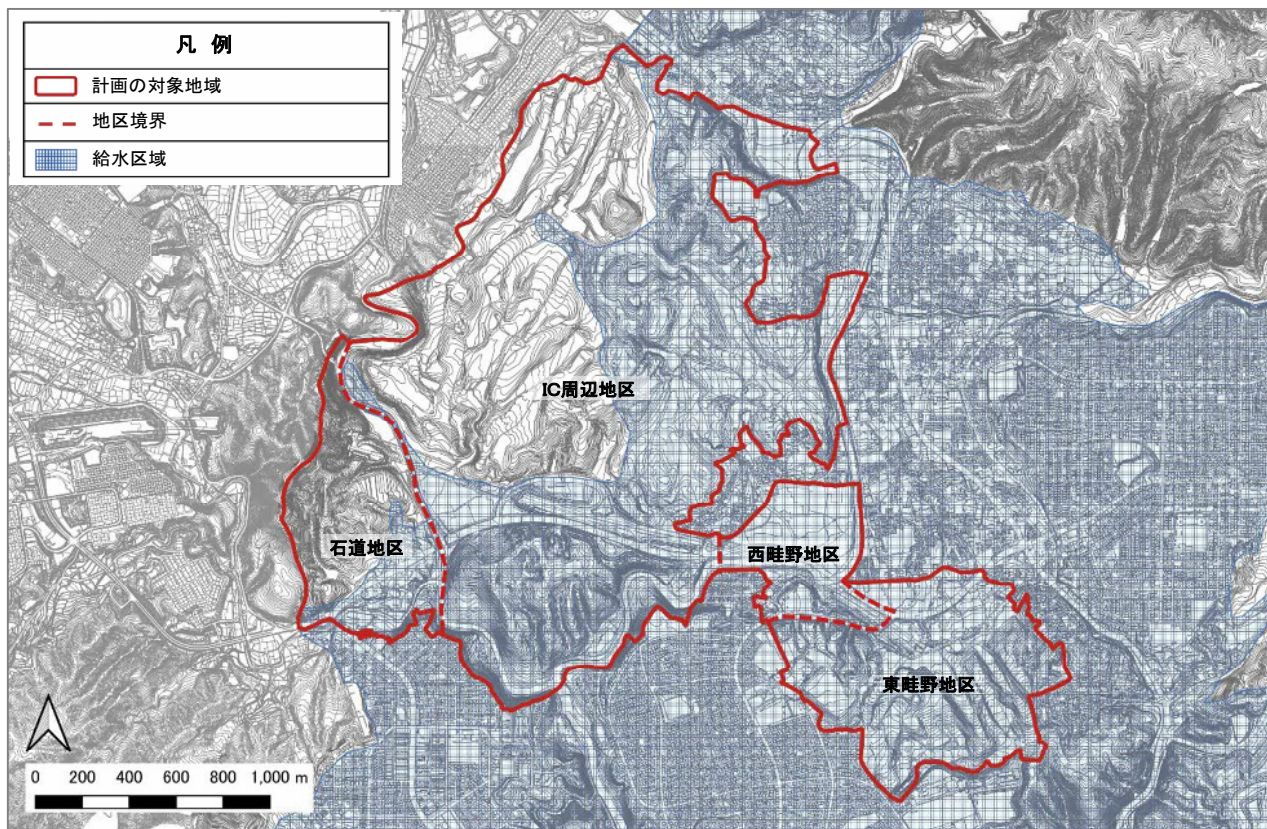 凡 例
計画の対象地域
地区境界
給水区域
IC周辺地区
石道地区
西畦野地区
東畦野地区
0 200 400 600 800 1,000 m